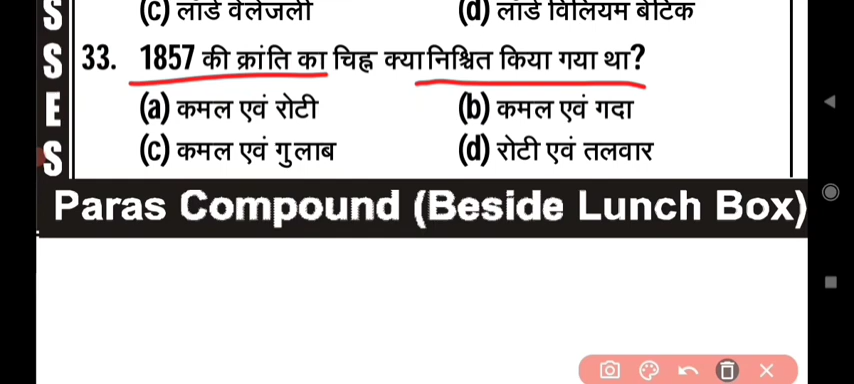 S (c) लॉर्ड वेलेजली (d) लॉर्ड विलियम बेंटिक
S 33. 1857 की क्रांति का चिह्न क्या निश्चित किया गया था?
E (a) कमल एवं रोटी (b) कमल एवं गदा
S (c) कमल एवं गुलाब (d) रोटी एवं तलवार
Paras Compound (Beside Lunch Box)